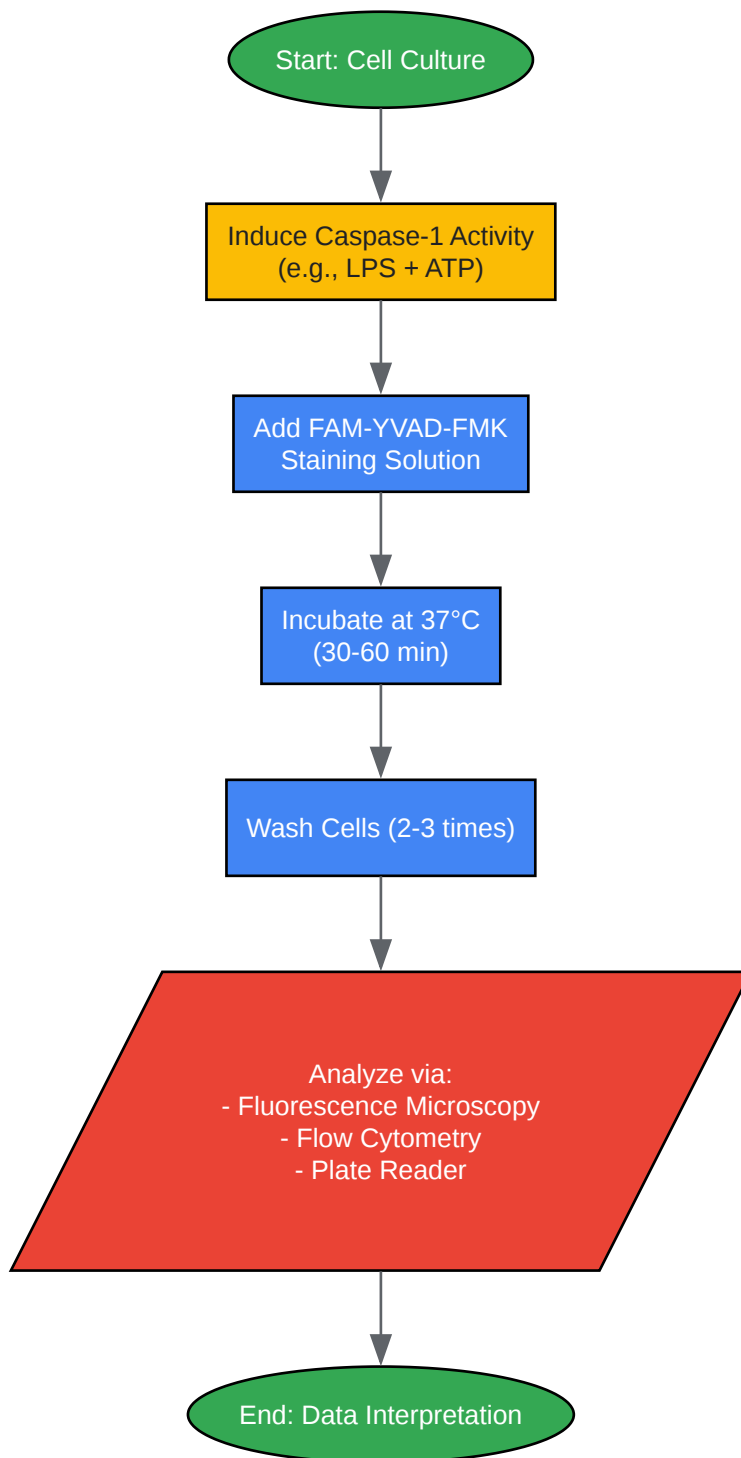 Start: Cell Culture
Induce Caspase-1 Activity
(e.g., LPS + ATP)
Add FAM-YVAD-FMK
Staining Solution
Incubate at 37°C
(30-60 min)
Wash Cells (2-3 times)
Analyze via:
- Fluorescence Microscopy
- Flow Cytometry
- Plate Reader
End: Data Interpretation